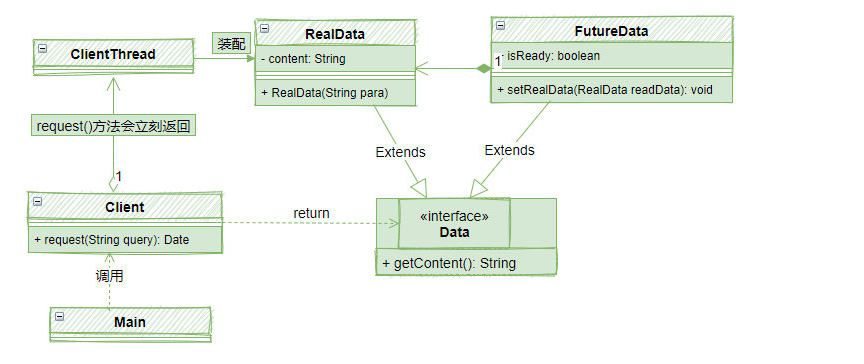 ClientThread
装配
RealData
- content: String
+ RealData(String para)
FutureData
1
isReady: boolean
+ setRealData(RealData readData): void
request()方法会立刻返回
Extends
Extends
1
Client
+ request(String query): Date
return
«interface»
Data
+ getContent(): String
调用
Main